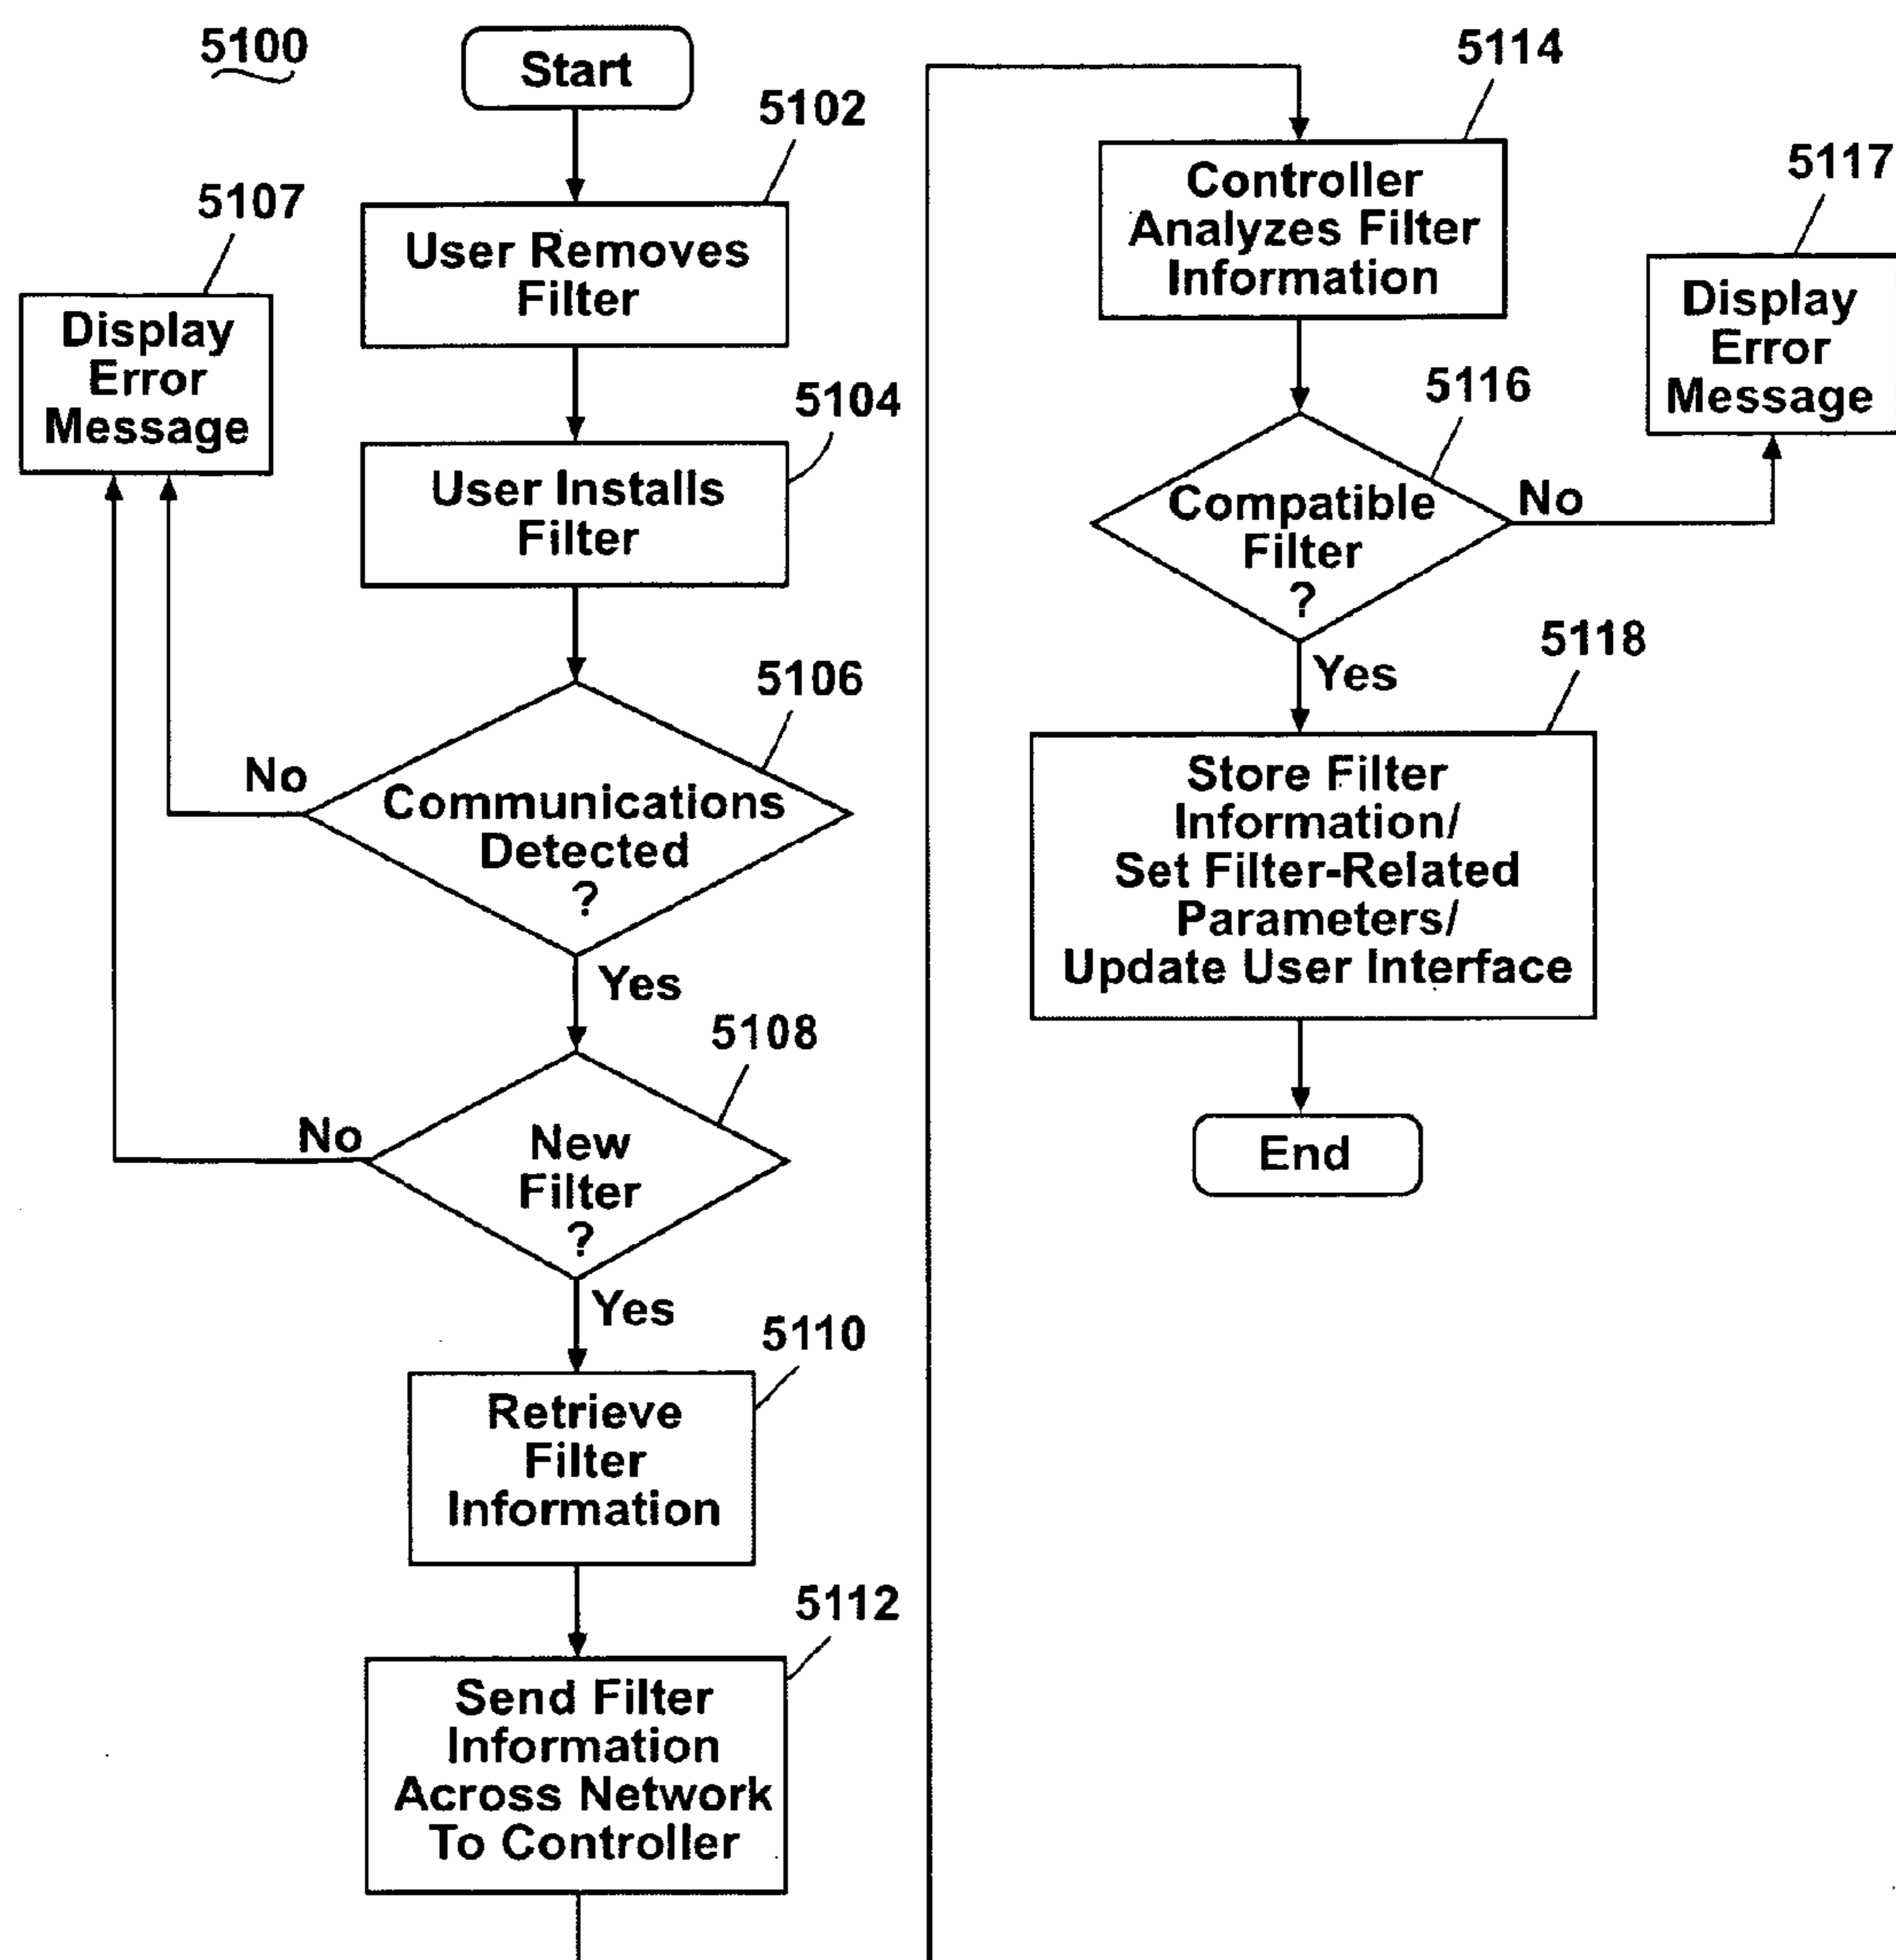 5100
Start
5102
User Removes
Filter
5107
Display
Error
Message
5104
User Installs
Filter
5106
No
Communications
Detected
?
Yes
5108
No
New
Filter
?
Yes
5110
Retrieve
Filter
Information
5112
Send Filter
Information
Across Network
To Controller
5114
Controller
Analyzes Filter
Information
5117
Display
Error
Message
5116
Compatible
Filter
?
No
Yes
5118
Store Filter
Information/
Set Filter-Related
Parameters/
Update User Interface
End